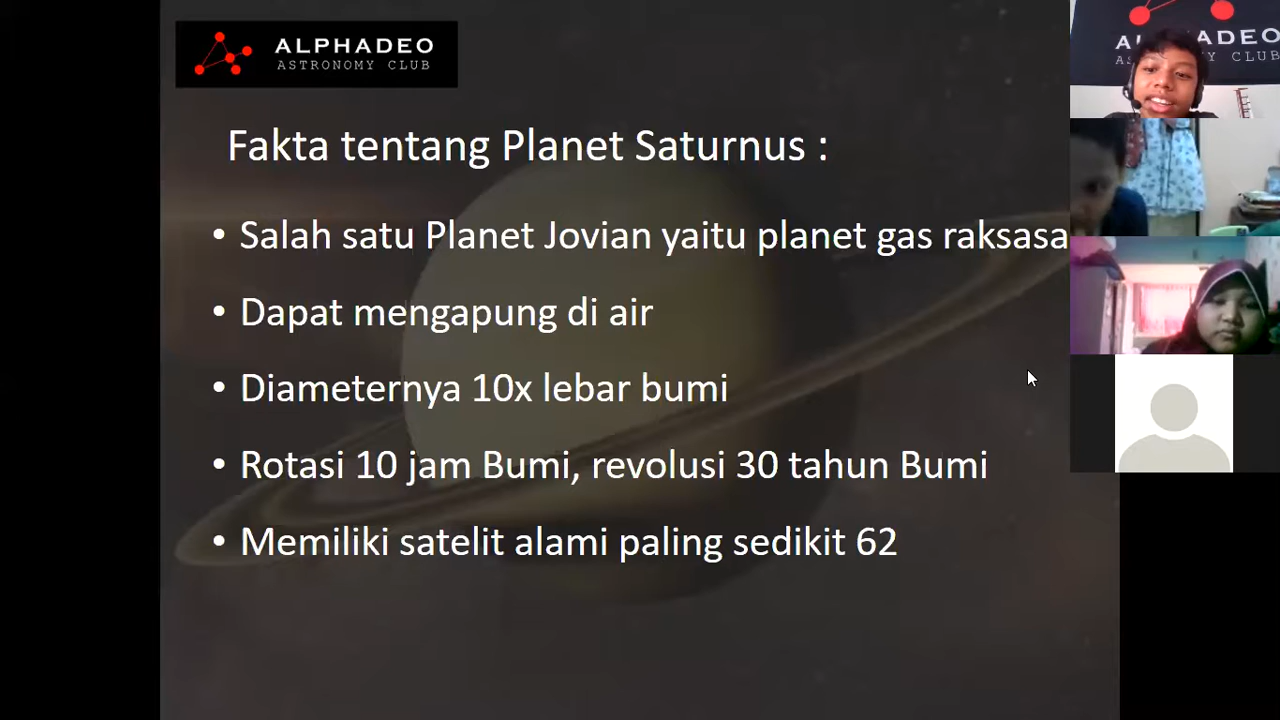 ALPHADEO
ASTRONOMY CLUB
Fakta tentang Planet Saturnus :
• Salah satu Planet Jovian yaitu planet gas raksasa
• Dapat mengapung di air
• Diameternya 10x lebar bumi
• Rotasi 10 jam Bumi, revolusi 30 tahun Bumi
• Memiliki satelit alami paling sedikit 62